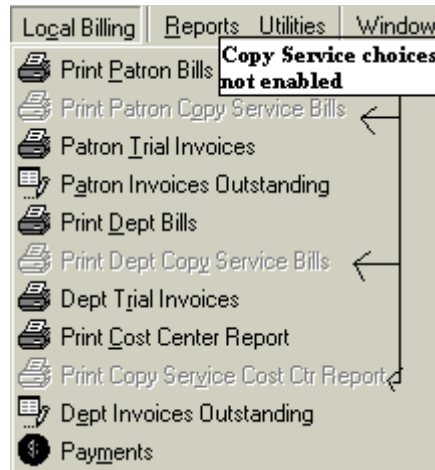 Local Billing Reports Utilities Window
Copy Service choices
not enabled
Print Patron Bills
Print Patron Copy Service Bills
Patron Trial Invoices
Patron Invoices Outstanding
Print Dept Bills
Print Dept Copy Service Bills
Dept Trial Invoices
Print Cost Center Report
Print Copy Service Cost Ctr Report
Dept Invoices Outstanding
Payments